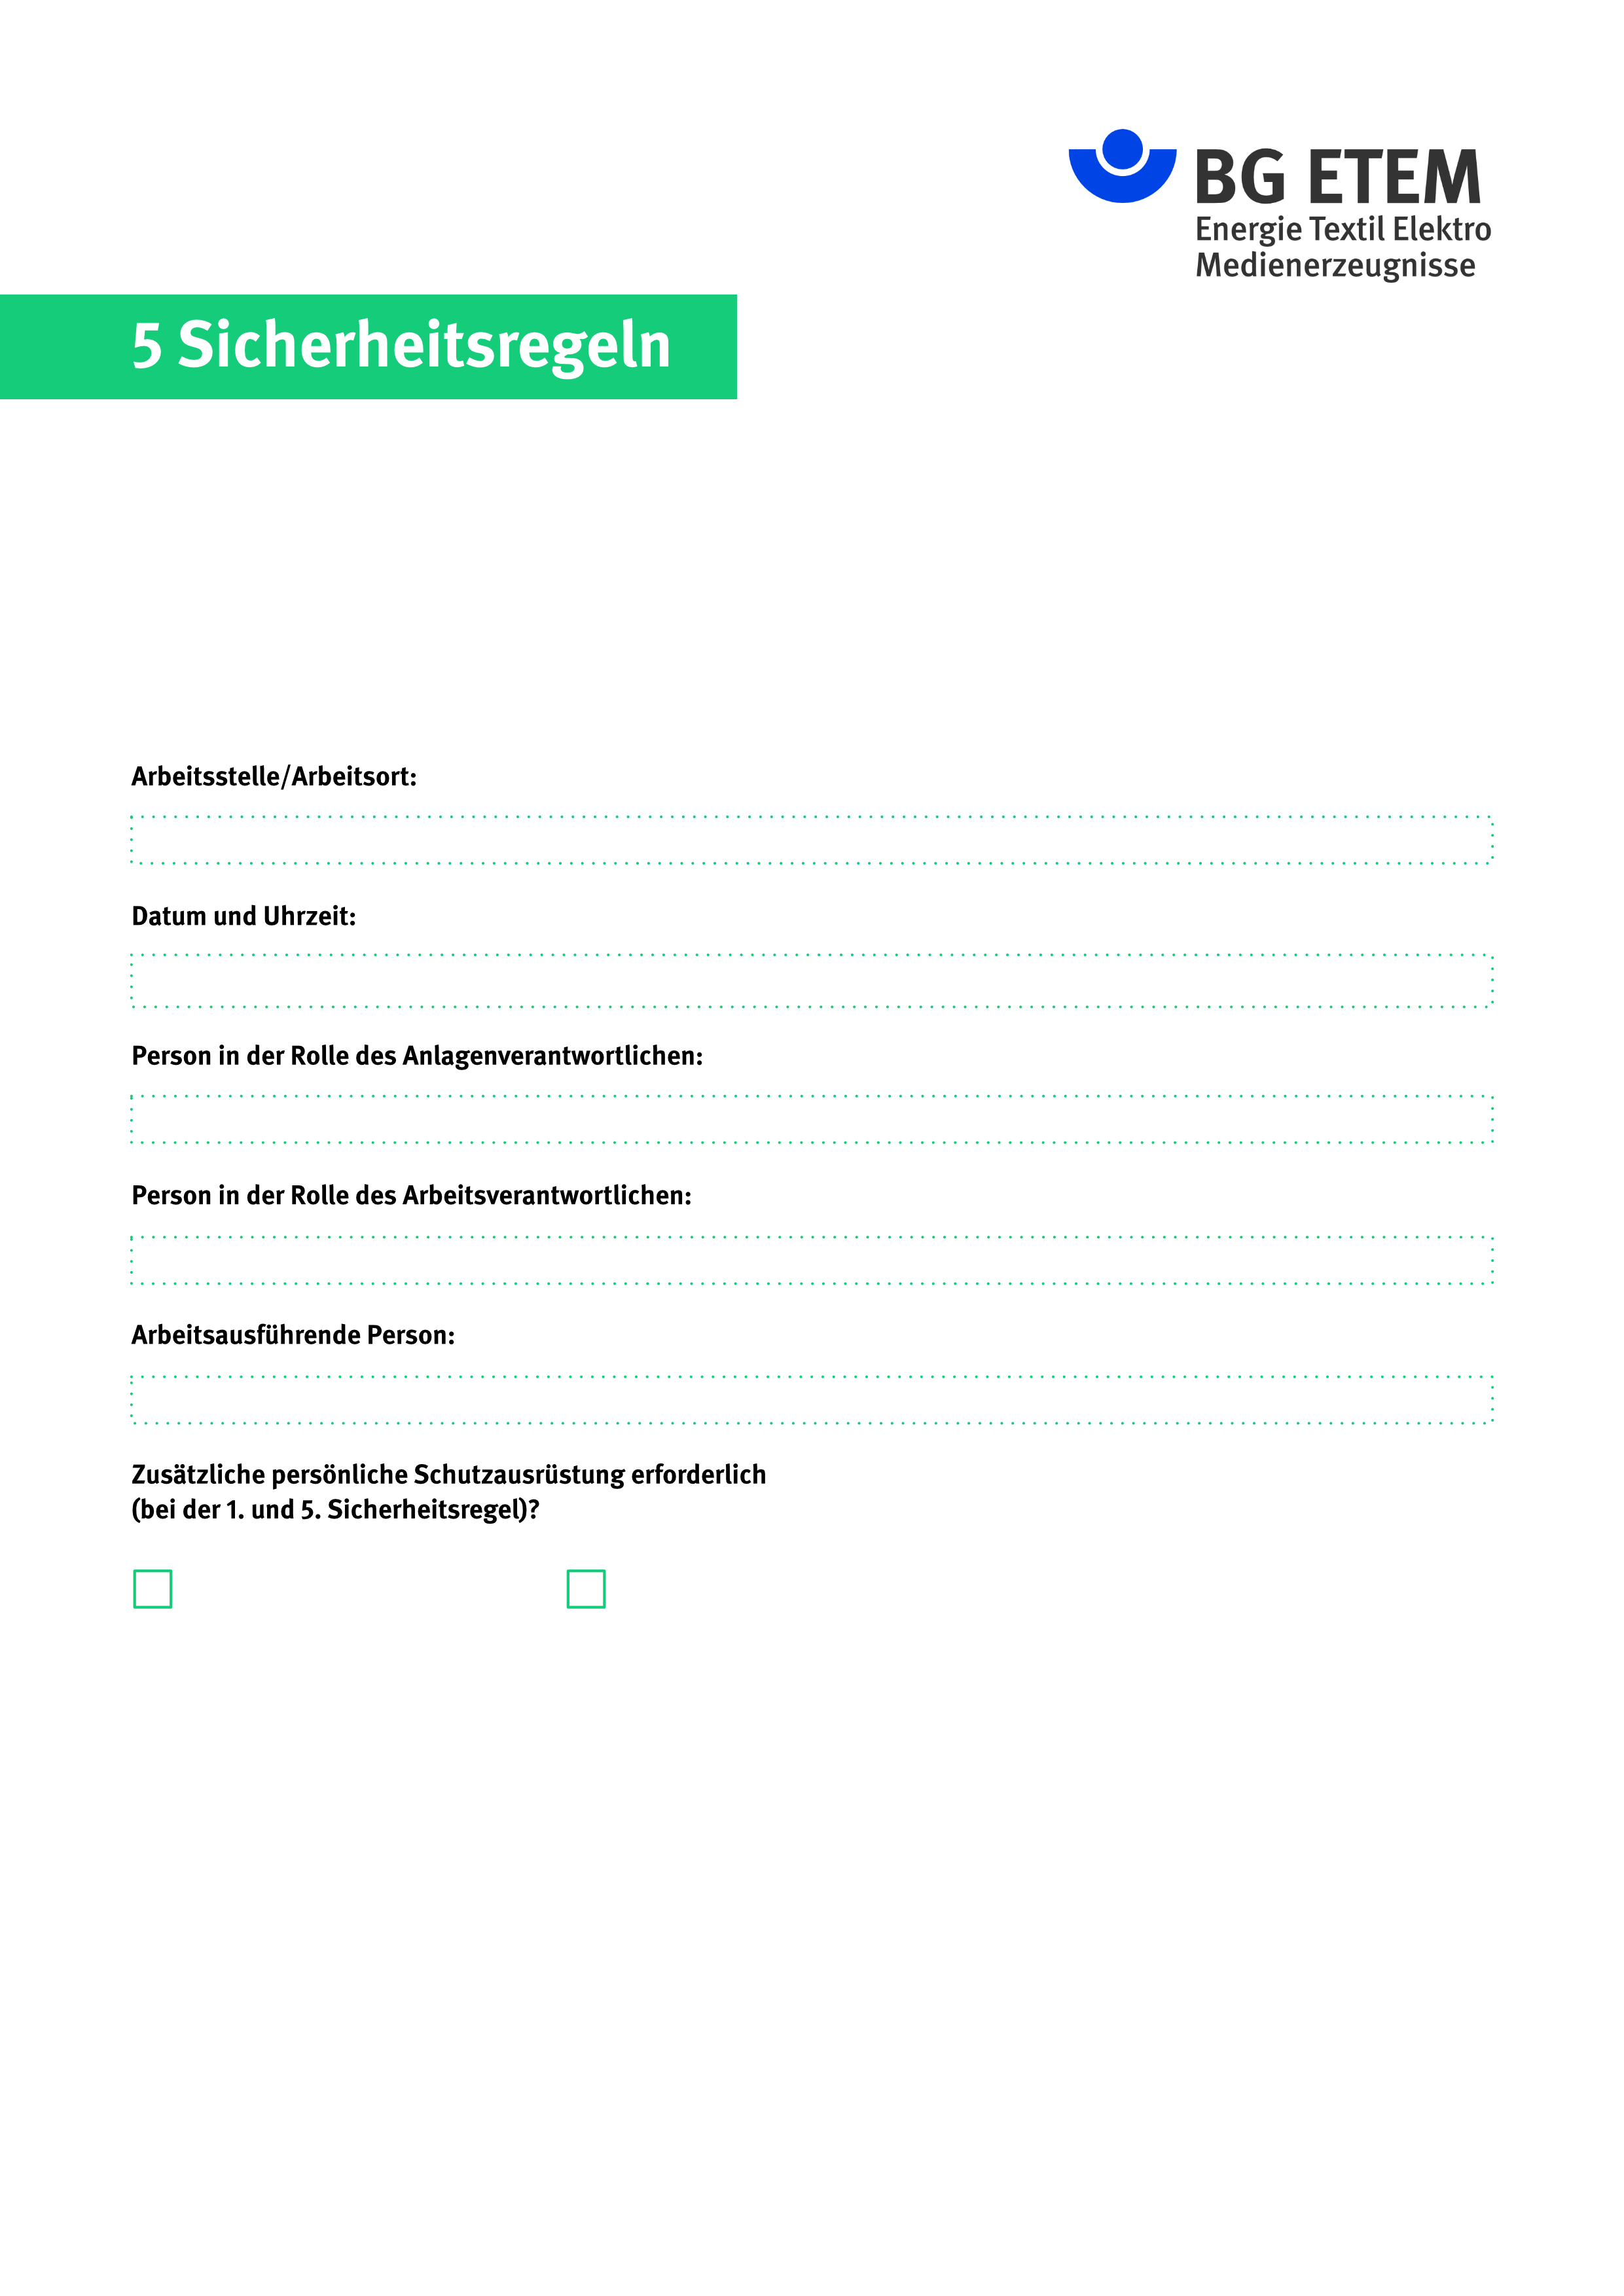 BG ETEM
Energie Textil Elektro
Medienerzeugnisse
5 Sicherheitsregeln
Arbeitsstelle/Arbeitsort:
Datum und Uhrzeit:
Person in der Rolle des Anlagenverantwortlichen:
Person in der Rolle des Arbeitsverantwortlichen:
Arbeitsausführende Person:
Zusätzliche persönliche Schutzausrüstung erforderlich
(bei der 1. und 5. Sicherheitsregel)?